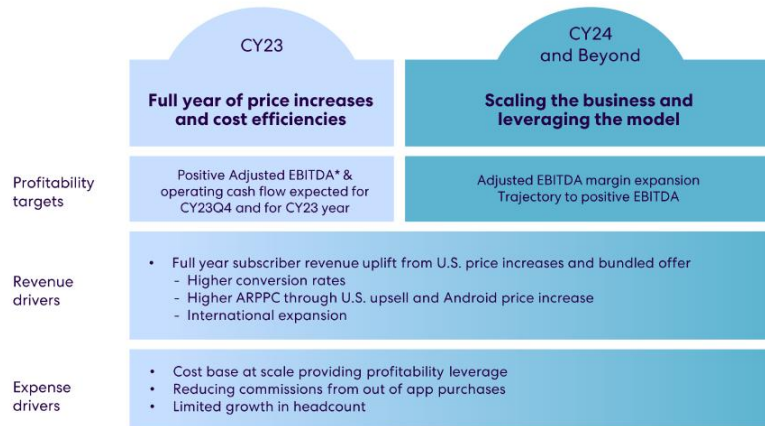 CY23
CY24
and Beyond
Full year of price increases
and cost efficiencies
Scaling the business and
leveraging the model
Profitability
targets
Positive Adjusted EBITDA* &
operating cash flow expected for
CY23Q4 and for CY23 year
Adjusted EBITDA margin expansion
Trajectory to positive EBITDA
Revenue
drivers
• Full year subscriber revenue uplift from U.S. price increases and bundled offer
- Higher conversion rates
- Higher ARPPC through U.S. upsell and Android price increase
- International expansion
Expense
drivers
• Cost base at scale providing profitability leverage
• Reducing commissions from out of app purchases
• Limited growth in headcount